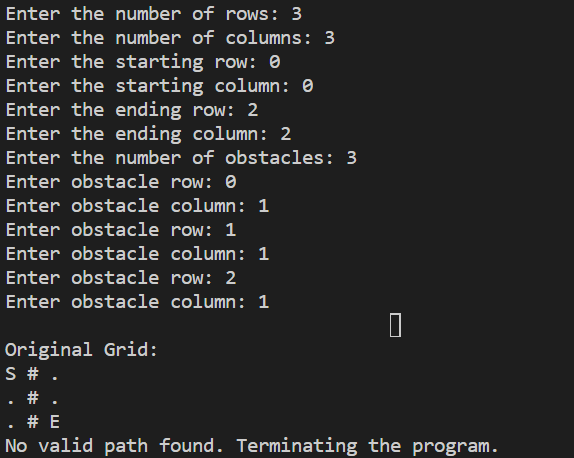 Enter the number of rows: 3
Enter the number of columns: 3
Enter the starting row: 0
Enter the starting column: 0
Enter the ending row: 2
Enter the ending column: 2
Enter the number of obstacles: 3
Enter obstacle row: 0
Enter obstacle column: 1
Enter obstacle row: 1
Enter obstacle column: 1
Enter obstacle row: 2
Enter obstacle column: 1
Original Grid:
S # .
. # .
. # E
No valid path found. Terminating the program.